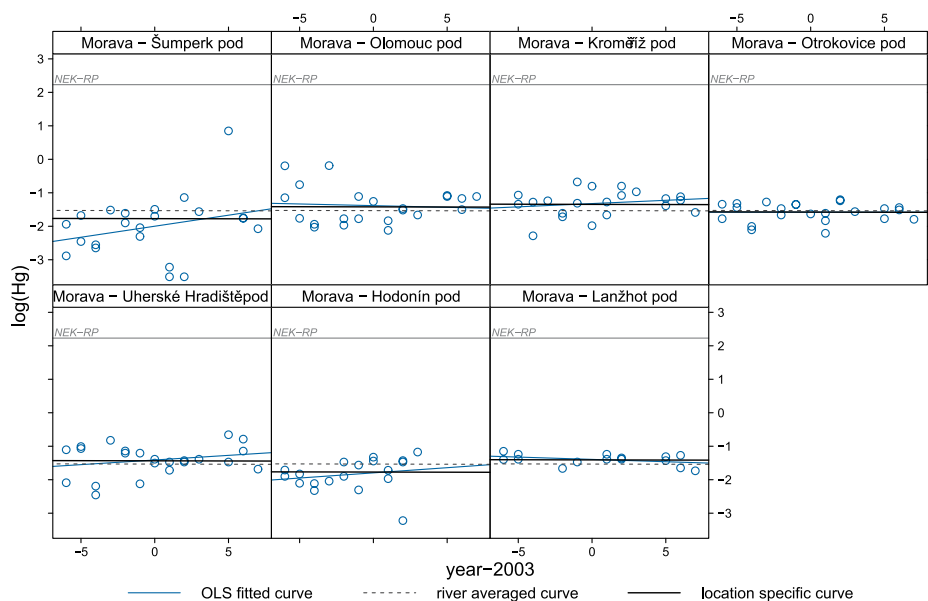 −5 0 5 −5 0 5
Morava − Šumperk pod Morava − Olomouc pod Morava − Kroměříž pod Morava − Otrokovice pod
3
2
1
0
−1
−2
−3
NEK−RP NEK−RP NEK−RP NEK−RP
log(Hg)
Morava − Uherské Hradištěpod Morava − Hodonín pod Morava − Lanžhot pod
NEK−RP NEK−RP NEK−RP
3
2
1
0
−1
−2
−3
−5 0 5 −5 0 5
year−2003
OLS fitted curve river averaged curve location specific curve